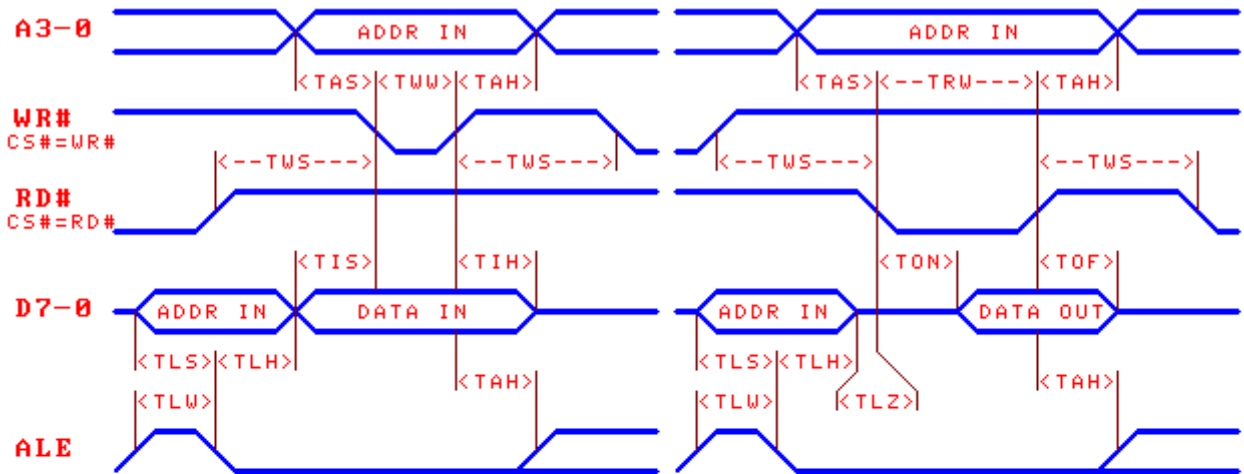 A3-0 ADDR IN ADDR IN
<TAS> <TWW> <TAH> <TAS> <--TRW---> <TAH>
WR#
CS#=WR#
<--TWS---> <--TWS---> <--TWS---> <--TWS--->
RD#
CS#=RD#
<TIS> <TIH> <TON> <TOF>
D7-0 ADDR IN DATA IN ADDR IN DATA OUT
<TLS> <TLH> <TAH> <TLS> <TLH> <TAH>
<TLW> <TLW> <TLZ>
ALE